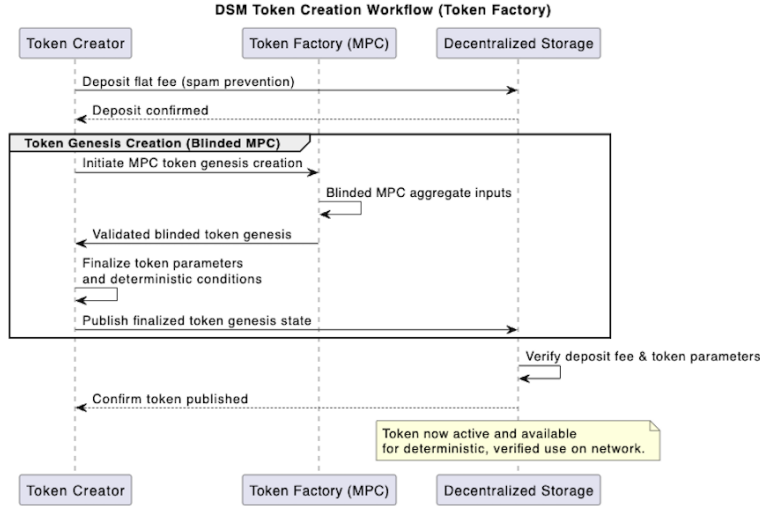 DSM Token Creation Workflow (Token Factory)
Token Creator
Token Factory (MPC)
Decentralized Storage
Deposit flat fee (spam prevention)
Deposit confirmed
Token Genesis Creation (Blinded MPC)
Initiate MPC token genesis creation
Blinded MPC aggregate inputs
Validated blinded token genesis
Finalize token parameters
and deterministic conditions
Publish finalized token genesis state
Verify deposit fee & token parameters
Confirm token published
Token now active and available
for deterministic, verified use on network.
Token Creator
Token Factory (MPC)
Decentralized Storage